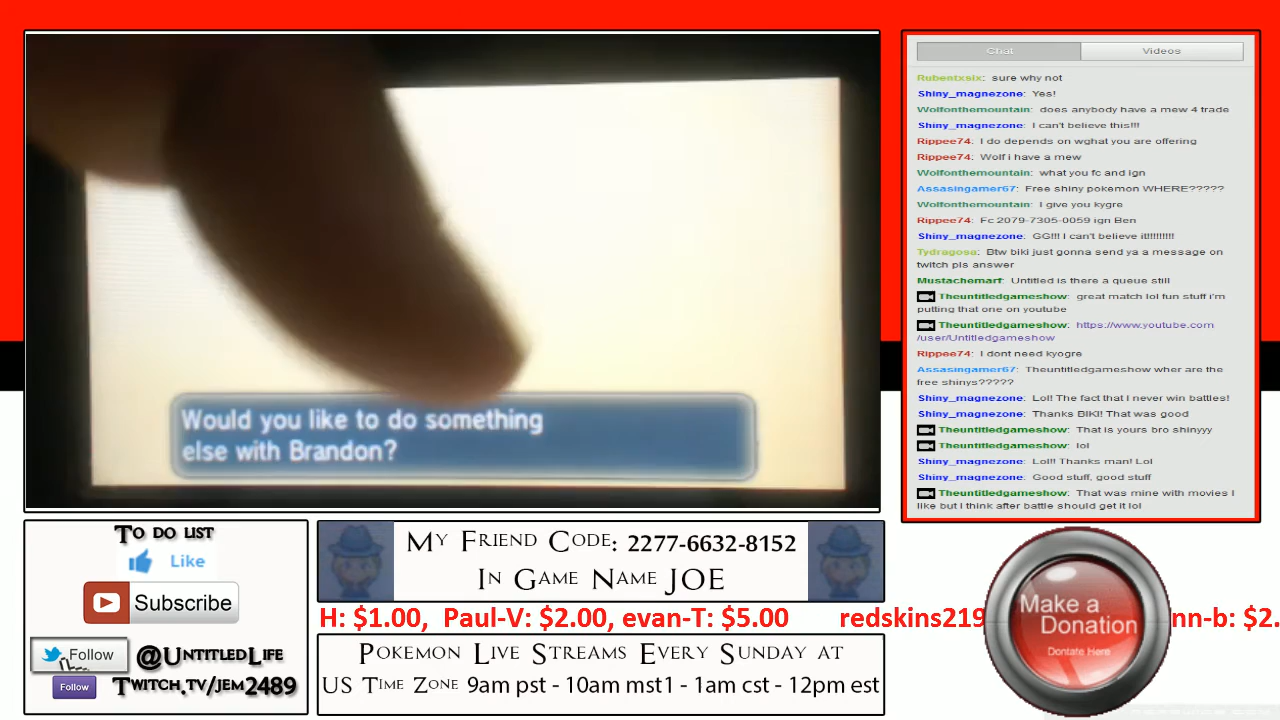 Would you like to do something
else with Brandon?
Chat
Videos
Rubentxsix: sure why not
Shiny_magnezone: Yes!
Wolfonthemountain: does anybody have a mew 4 trade
Shiny_magnezone: I can't believe this!!!
Rippee74: I do depends on wghat you are offering
Rippee74: Wolf i have a mew
Wolfonthemountain: what you fc and ign
Assasingamer67: Free shiny pokemon WHERE?????
Wolfonthemountain: I give you kygre
Rippee74: Fc 2079-7305-0059 ign Ben
Shiny_magnezone: GG!!! I can't believe it!!!!!!!!!
Tydragosa: Btw biki just gonna send ya a message on
twitch pls answer
Mustachemarf: Untitled is there a queue still
Theuntitledgameshow: great match lol fun stuff i'm
putting that one on youtube
Theuntitledgameshow: https://www.youtube.com
/user/Untitledgameshow
Rippee74: I dont need kyogre
Assasingamer67: Theuntitledgameshow wher are the
free shinys?????
Shiny_magnezone: Lol! The fact that I never win battles!
Shiny_magnezone: Thanks BIKI! That was good
Theuntitledgameshow: That is yours bro shinyyy
Theuntitledgameshow: lol
Shiny_magnezone: Lol!! Thanks man! Lol
Shiny_magnezone: Good stuff, good stuff
Theuntitledgameshow: That was mine with movies I
like but I think after battle should get it lol
To do list
Like
Subscribe
Follow
@UntitledLife
Follow
Twitch.tv/jem2489
My Friend Code: 2277-6632-8152
In Game Name JOE
H: $1.00, Paul-V: $2.00, evan-T: $5.00 redskins219 nn-b: $2.
Pokemon Live Streams Every Sunday at
US Time Zone 9am pst - 10am mst1 - 1am cst - 12pm est
Make a
Donation
Dontate Here